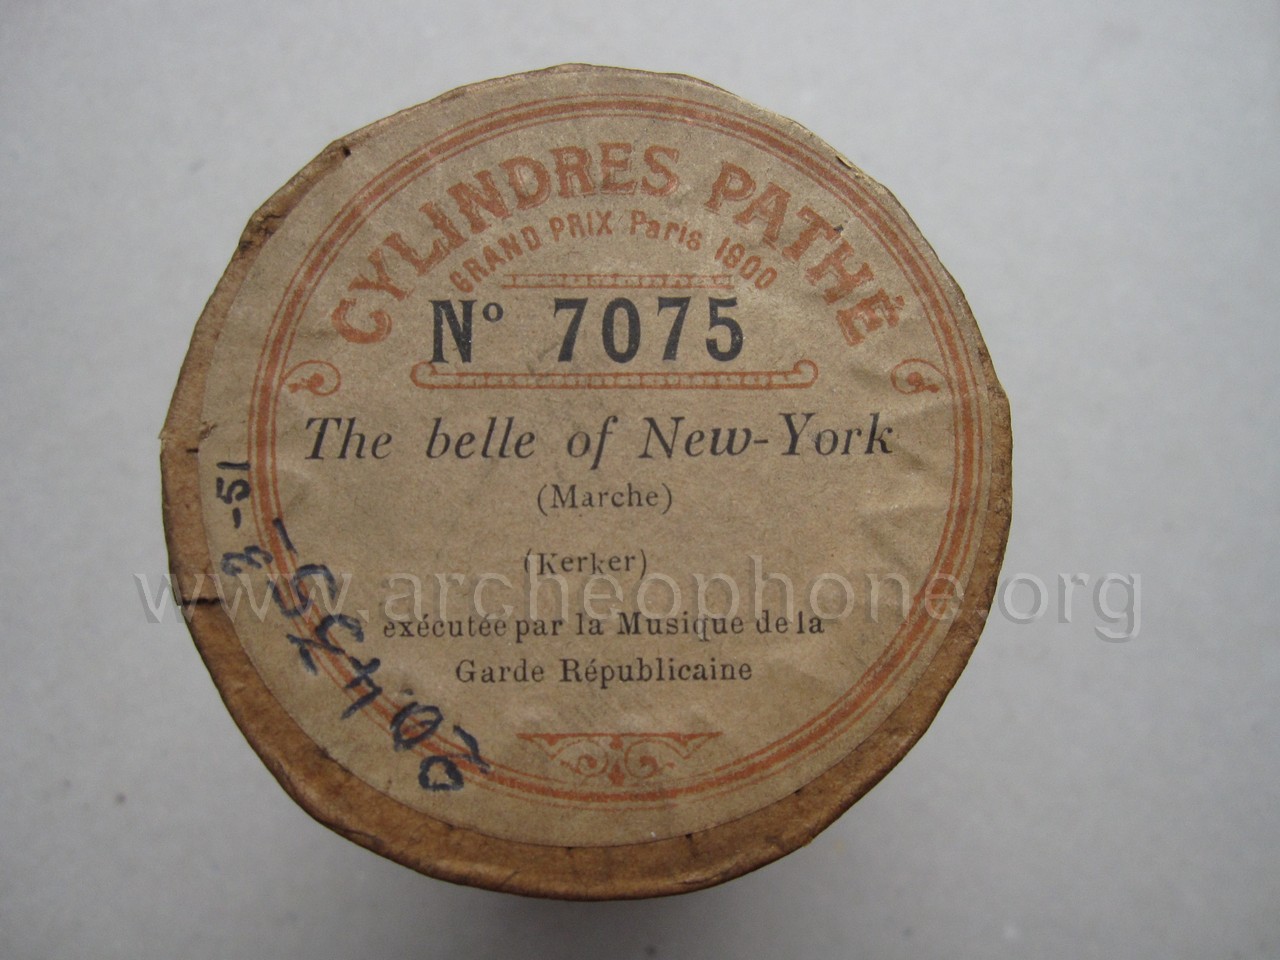 CYLINDRES PATHÉ
GRAND PRIX Paris 1900
Nº 7075
The belle of New-York
(Marche)
(Kerker)
exécutée par la Musique de la
Garde Républicaine
www.archeophone.org